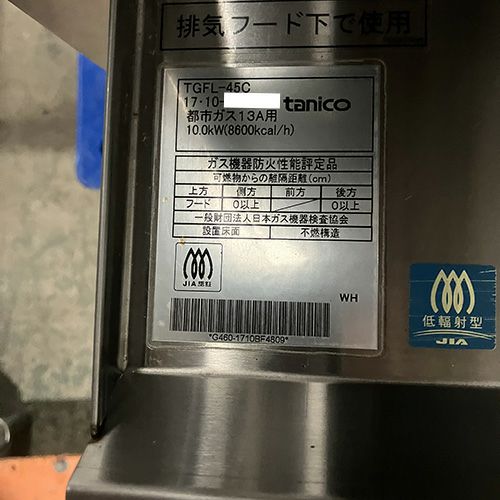 排気フード下で使用
TGFL-45C
17・10- tanico
都市ガス13A用
10.0kW(8600kcal/h)
ガス機器防火性能評定品
可燃物からの離隔距離(cm)
上方 側方 前方 後方
フード 0以上 0以上
一般財団法人日本ガス機器検査協会
設置床面 不燃構造
JIA認証
WH
*G460-1710BF4809*
低輻射型
JIA